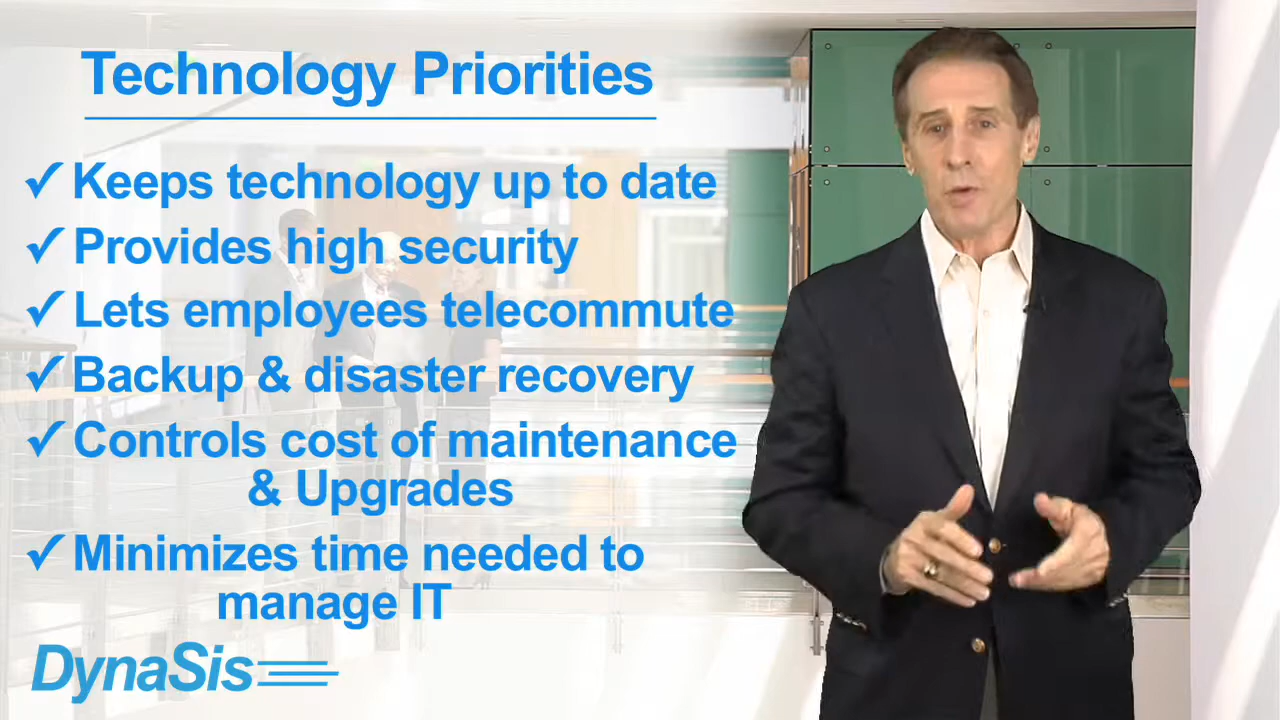 Technology Priorities
✓ Keeps technology up to date
✓ Provides high security
✓ Lets employees telecommute
✓ Backup & disaster recovery
✓ Controls cost of maintenance
& Upgrades
✓ Minimizes time needed to
manage IT
DynaSis